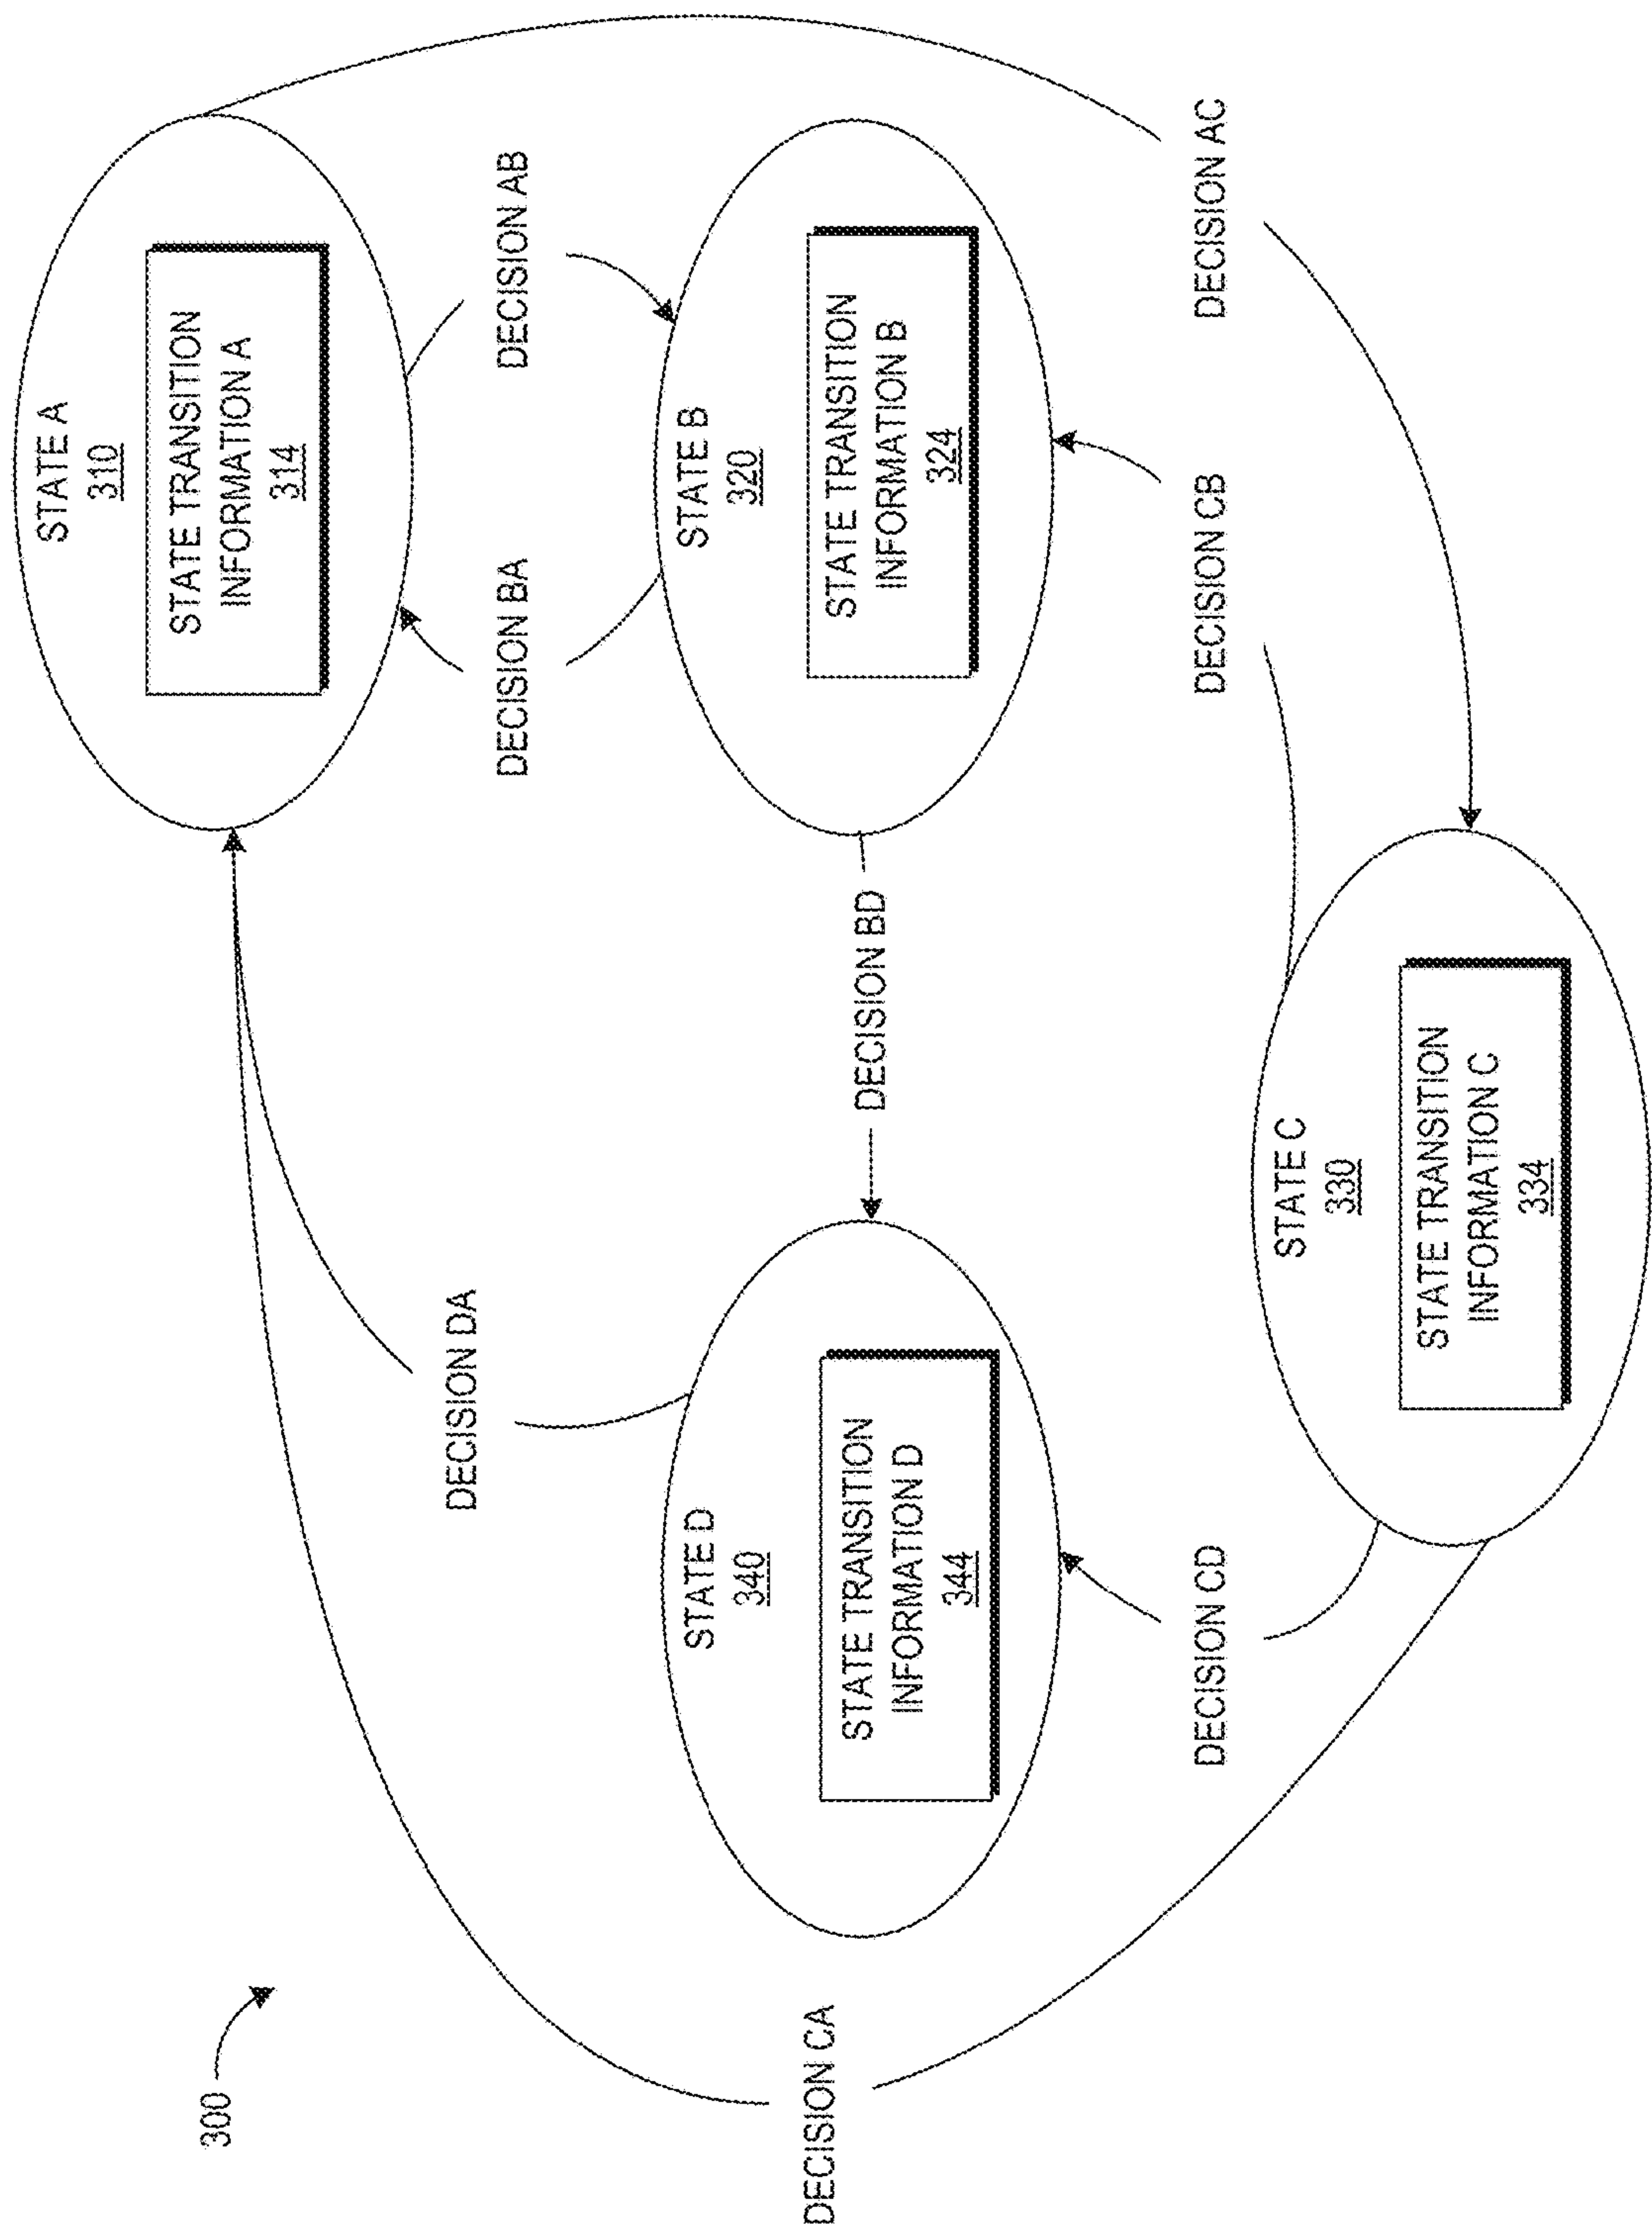 300
STATE A
310
STATE TRANSITION
INFORMATION A
314
DECISION DA
DECISION BA
DECISION AB
DECISION CA
STATE D
340
STATE TRANSITION
INFORMATION D
344
DECISION BD
STATE B
320
STATE TRANSITION
INFORMATION B
324
DECISION CD
DECISION CB
DECISION AC
STATE C
330
STATE TRANSITION
INFORMATION C
334